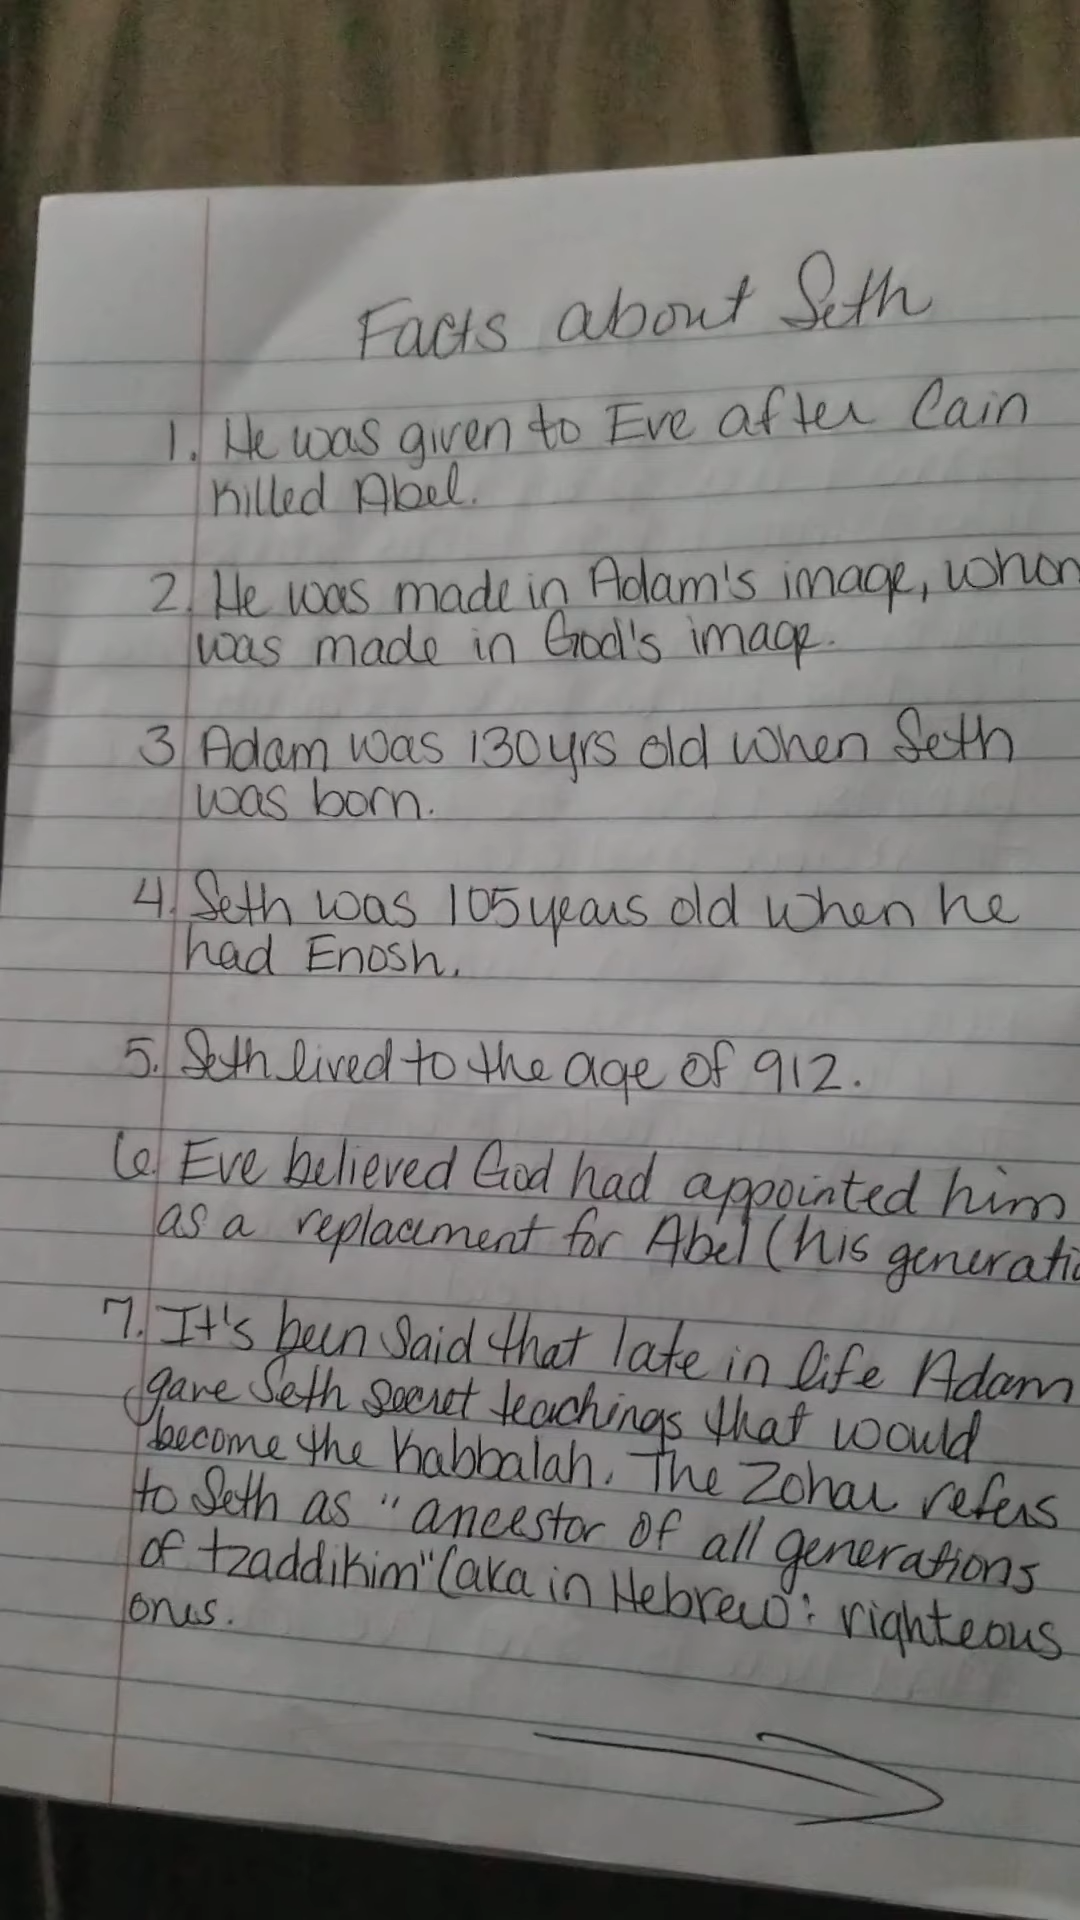 Facts about Seth
1. He was given to Eve after Cain
killed Abel.
2. He was made in Adam's image, whom
was made in God's image.
3 Adam was 130yrs old when Seth
was born.
4. Seth was 105 years old when he
had Enosh.
5. Seth lived to the age of 912.
6. Eve believed God had appointed him
as a replacement for Abel (his generatio
7. It's been said that late in life Adam
gave Seth secret teachings that would
become the Kabbalah. The Zohar refers
to Seth as "ancestor of all generations
of tzaddikim" (aka in Hebrew: righteous
ones.